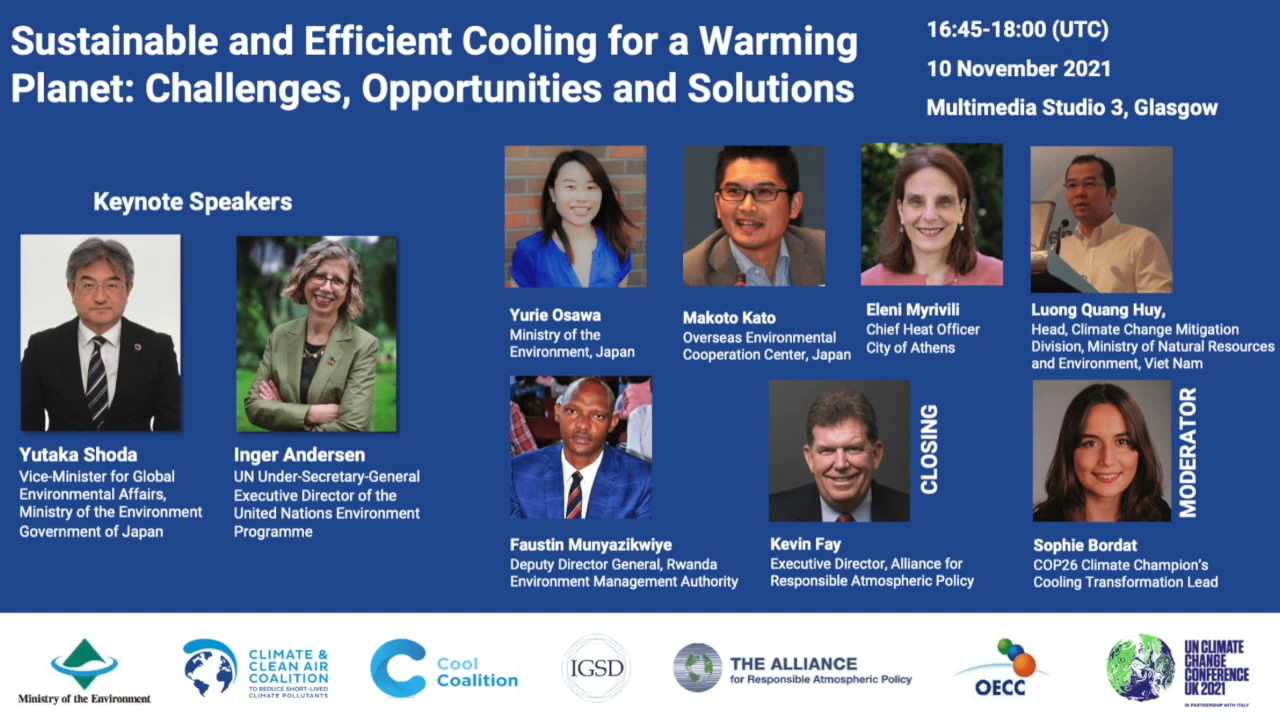 Sustainable and Efficient Cooling for a Warming
Planet: Challenges, Opportunities and Solutions
16:45-18:00 (UTC)
10 November 2021
Multimedia Studio 3, Glasgow
Keynote Speakers
Yutaka Shoda
Vice-Minister for Global
Environmental Affairs,
Ministry of the Environment
Government of Japan
Inger Andersen
UN Under-Secretary-General
Executive Director of the
United Nations Environment
Programme
Yurie Osawa
Ministry of the
Environment, Japan
Makoto Kato
Overseas Environmental
Cooperation Center, Japan
Eleni Myrivili
Chief Heat Officer
City of Athens
Luong Quang Huy,
Head, Climate Change Mitigation
Division, Ministry of Natural Resources
and Environment, Viet Nam
Faustin Munyazikwiye
Deputy Director General, Rwanda
Environment Management Authority
CLOSING
Kevin Fay
Executive Director, Alliance for
Responsible Atmospheric Policy
MODERATOR
Sophie Bordat
COP26 Climate Champion's
Cooling Transformation Lead
Ministry of the Environment
CLIMATE &
CLEAN AIR
COALITION
TO REDUCE SHORT-LIVED
CLIMATE POLLUTANTS
Cool
Coalition
IGSD
THE ALLIANCE
for Responsible Atmospheric Policy
OECC
UN CLIMATE
CHANGE
CONFERENCE
UK 2021
IN PARTNERSHIP WITH ITALY